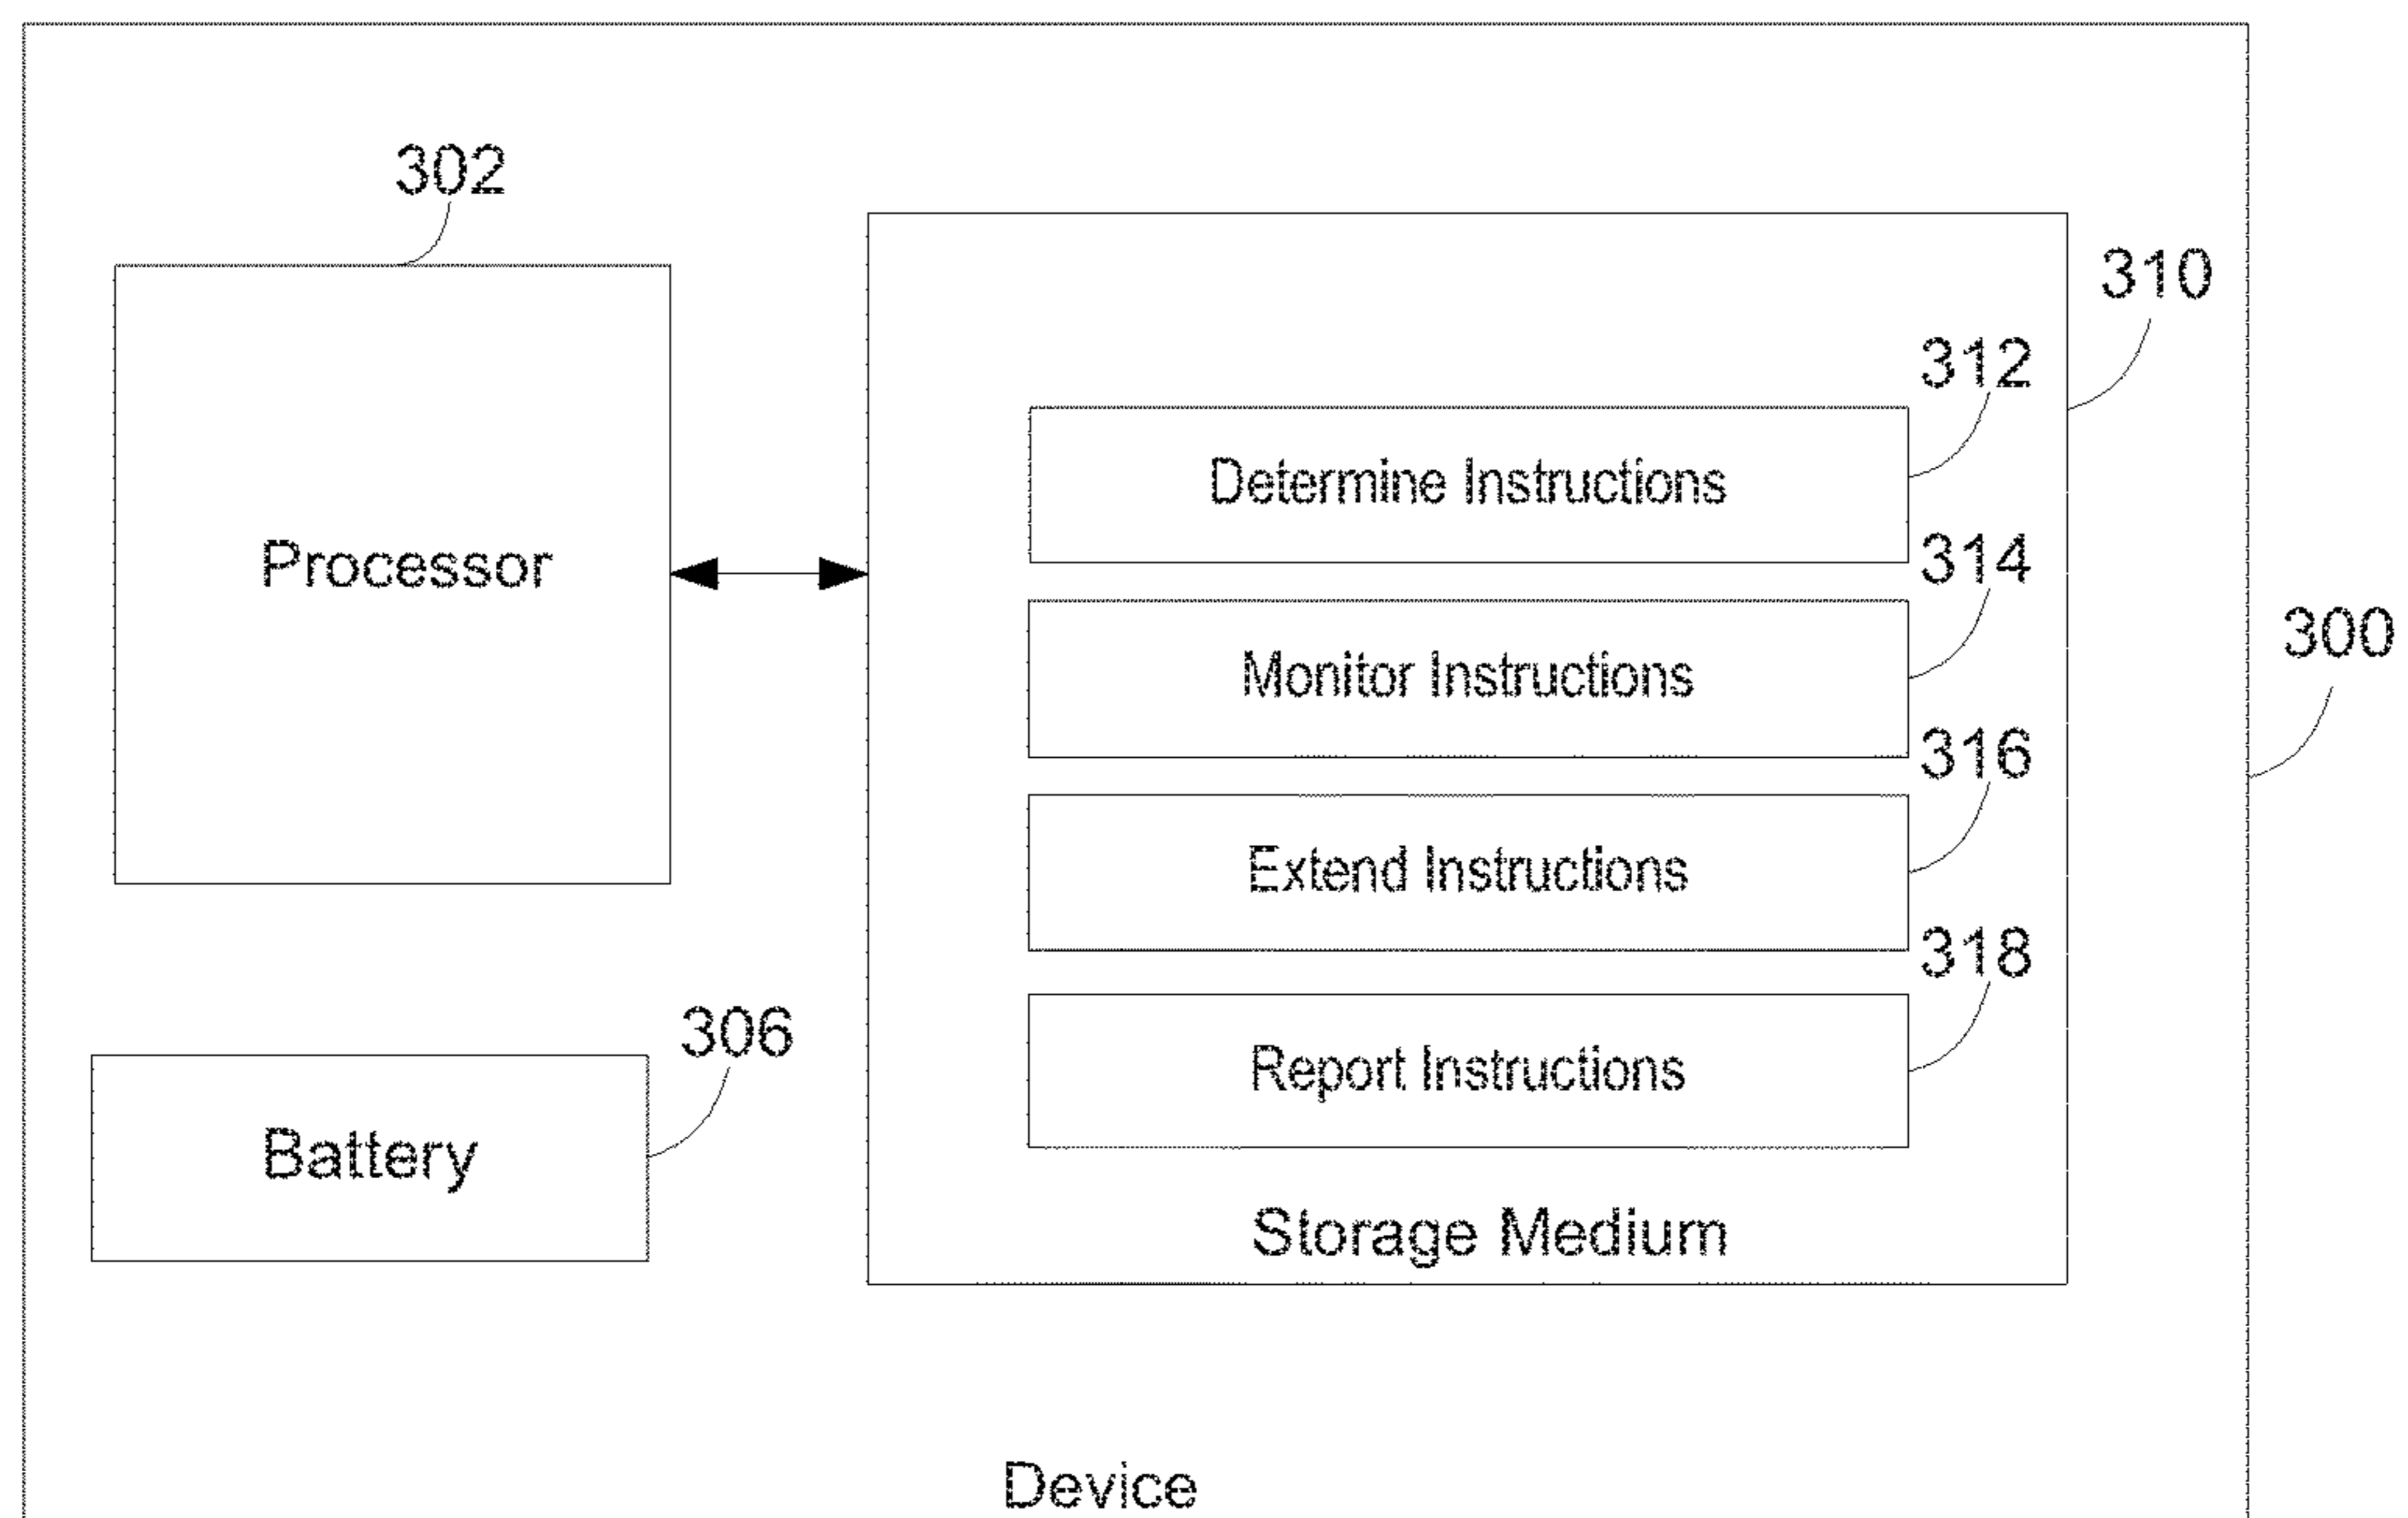 302
310
312
Determine Instructions
314
Processor
Monitor Instructions
300
316
Extend Instructions
318
306
Report Instructions
Battery
Storage Medium
Device